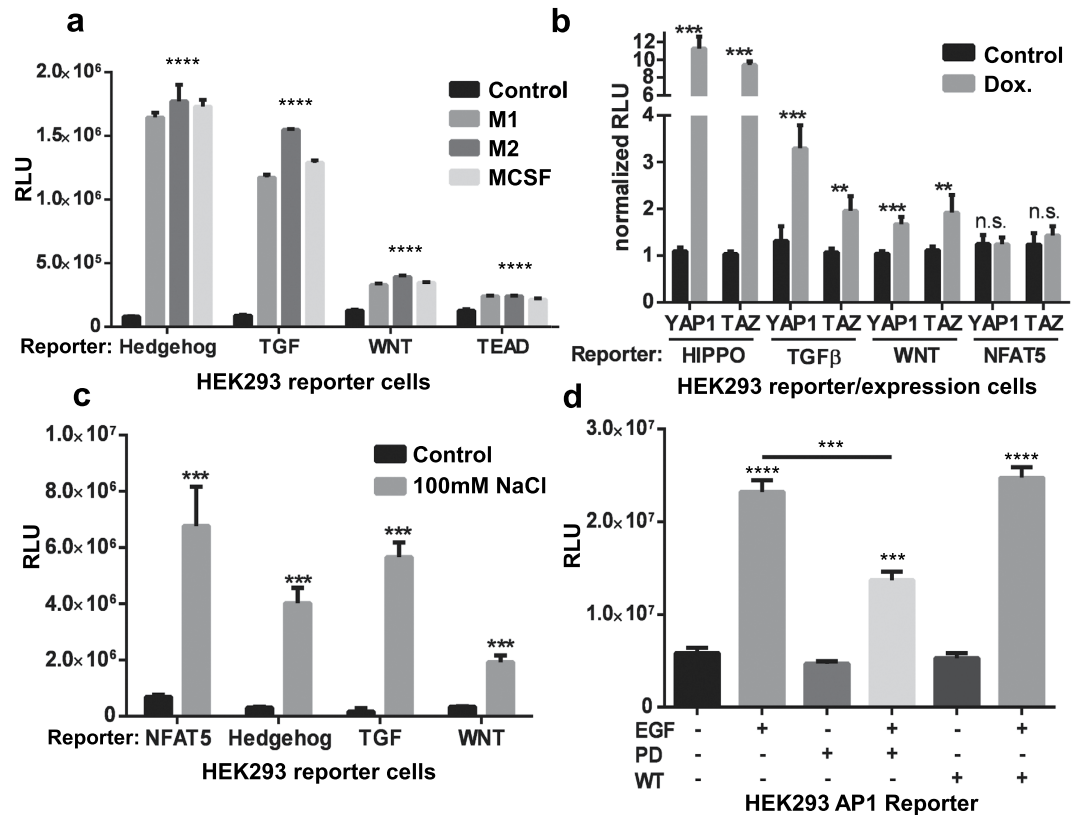 a
RLU
2.0×10⁶
1.5×10⁶
1.0×10⁶
5.0×10⁵
0
****
****
****
****
Control
M1
M2
MCSF
Reporter: Hedgehog TGF WNT TEAD
HEK293 reporter cells
b
normalized RLU
12
10
8
6
4
3
2
1
0
***
***
***
**
***
**
n.s.
n.s.
Control
Dox.
YAP1 TAZ YAP1 TAZ YAP1 TAZ YAP1 TAZ
Reporter: HIPPO TGFβ WNT NFAT5
HEK293 reporter/expression cells
c
RLU
1.0×10⁷
8.0×10⁶
6.0×10⁶
4.0×10⁶
2.0×10⁶
0
***
***
***
***
Control
100mM NaCl
Reporter: NFAT5 Hedgehog TGF WNT
HEK293 reporter cells
d
RLU
3.0×10⁷
2.0×10⁷
1.0×10⁷
0
***
****
***
****
EGF - + - + - +
PD - - + + - -
WT - - - - + +
HEK293 AP1 Reporter